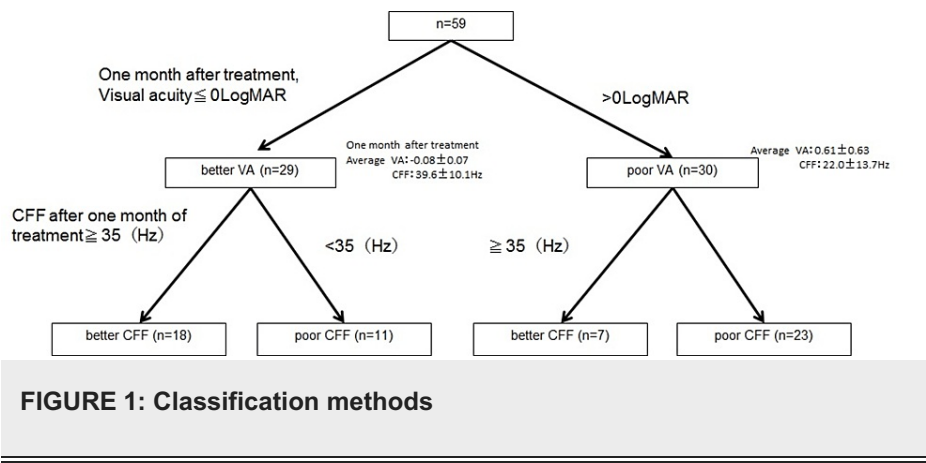 n=59
One month after treatment,
Visual acuity≦ 0LogMAR
>0LogMAR
One month after treatment
Average VA:-0.08±0.07
CFF:39.6±10.1Hz
Average VA:0.61±0.63
CFF:22.0±13.7Hz
better VA (n=29)
poor VA (n=30)
CFF after one month of
treatment≧ 35 (Hz)
<35 (Hz)
≧ 35 (Hz)
better CFF (n=18)
poor CFF (n=11)
better CFF (n=7)
poor CFF (n=23)
FIGURE 1: Classification methods